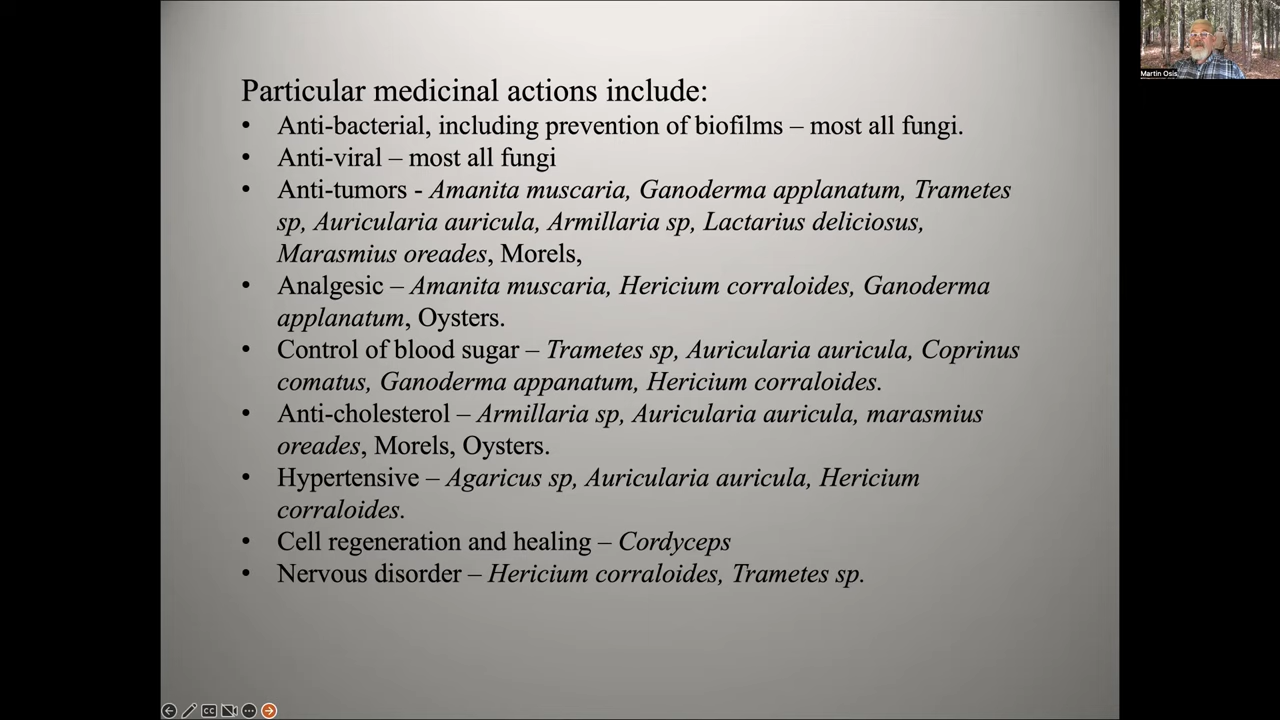 Particular medicinal actions include:
• Anti-bacterial, including prevention of biofilms – most all fungi.
• Anti-viral – most all fungi
• Anti-tumors - Amanita muscaria, Ganoderma applanatum, Trametes
sp, Auricularia auricula, Armillaria sp, Lactarius deliciosus,
Marasmius oreades, Morels,
• Analgesic – Amanita muscaria, Hericium corraloides, Ganoderma
applanatum, Oysters.
• Control of blood sugar – Trametes sp, Auricularia auricula, Coprinus
comatus, Ganoderma appanatum, Hericium corraloides.
• Anti-cholesterol – Armillaria sp, Auricularia auricula, marasmius
oreades, Morels, Oysters.
• Hypertensive – Agaricus sp, Auricularia auricula, Hericium
corraloides.
• Cell regeneration and healing – Cordyceps
• Nervous disorder – Hericium corraloides, Trametes sp.
Martin Osis
CC